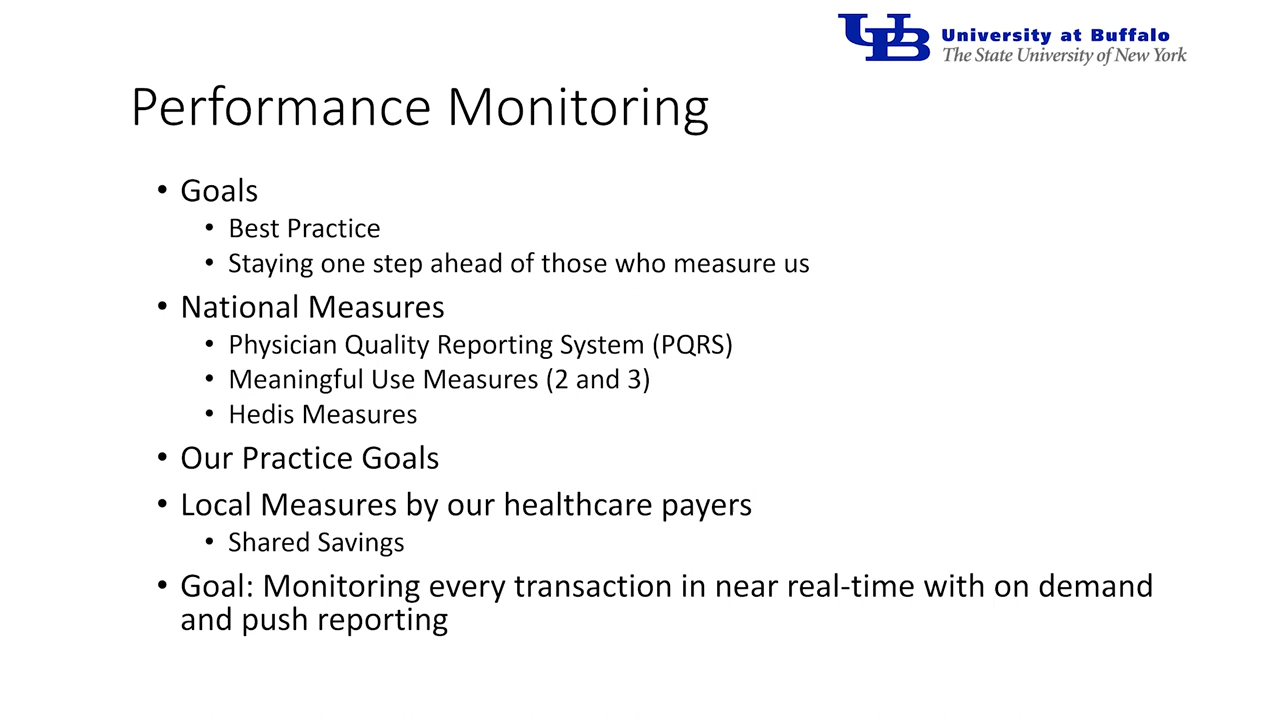 UB University at Buffalo
The State University of New York
Performance Monitoring
• Goals
• Best Practice
• Staying one step ahead of those who measure us
• National Measures
• Physician Quality Reporting System (PQRS)
• Meaningful Use Measures (2 and 3)
• Hedis Measures
• Our Practice Goals
• Local Measures by our healthcare payers
• Shared Savings
• Goal: Monitoring every transaction in near real-time with on demand
and push reporting